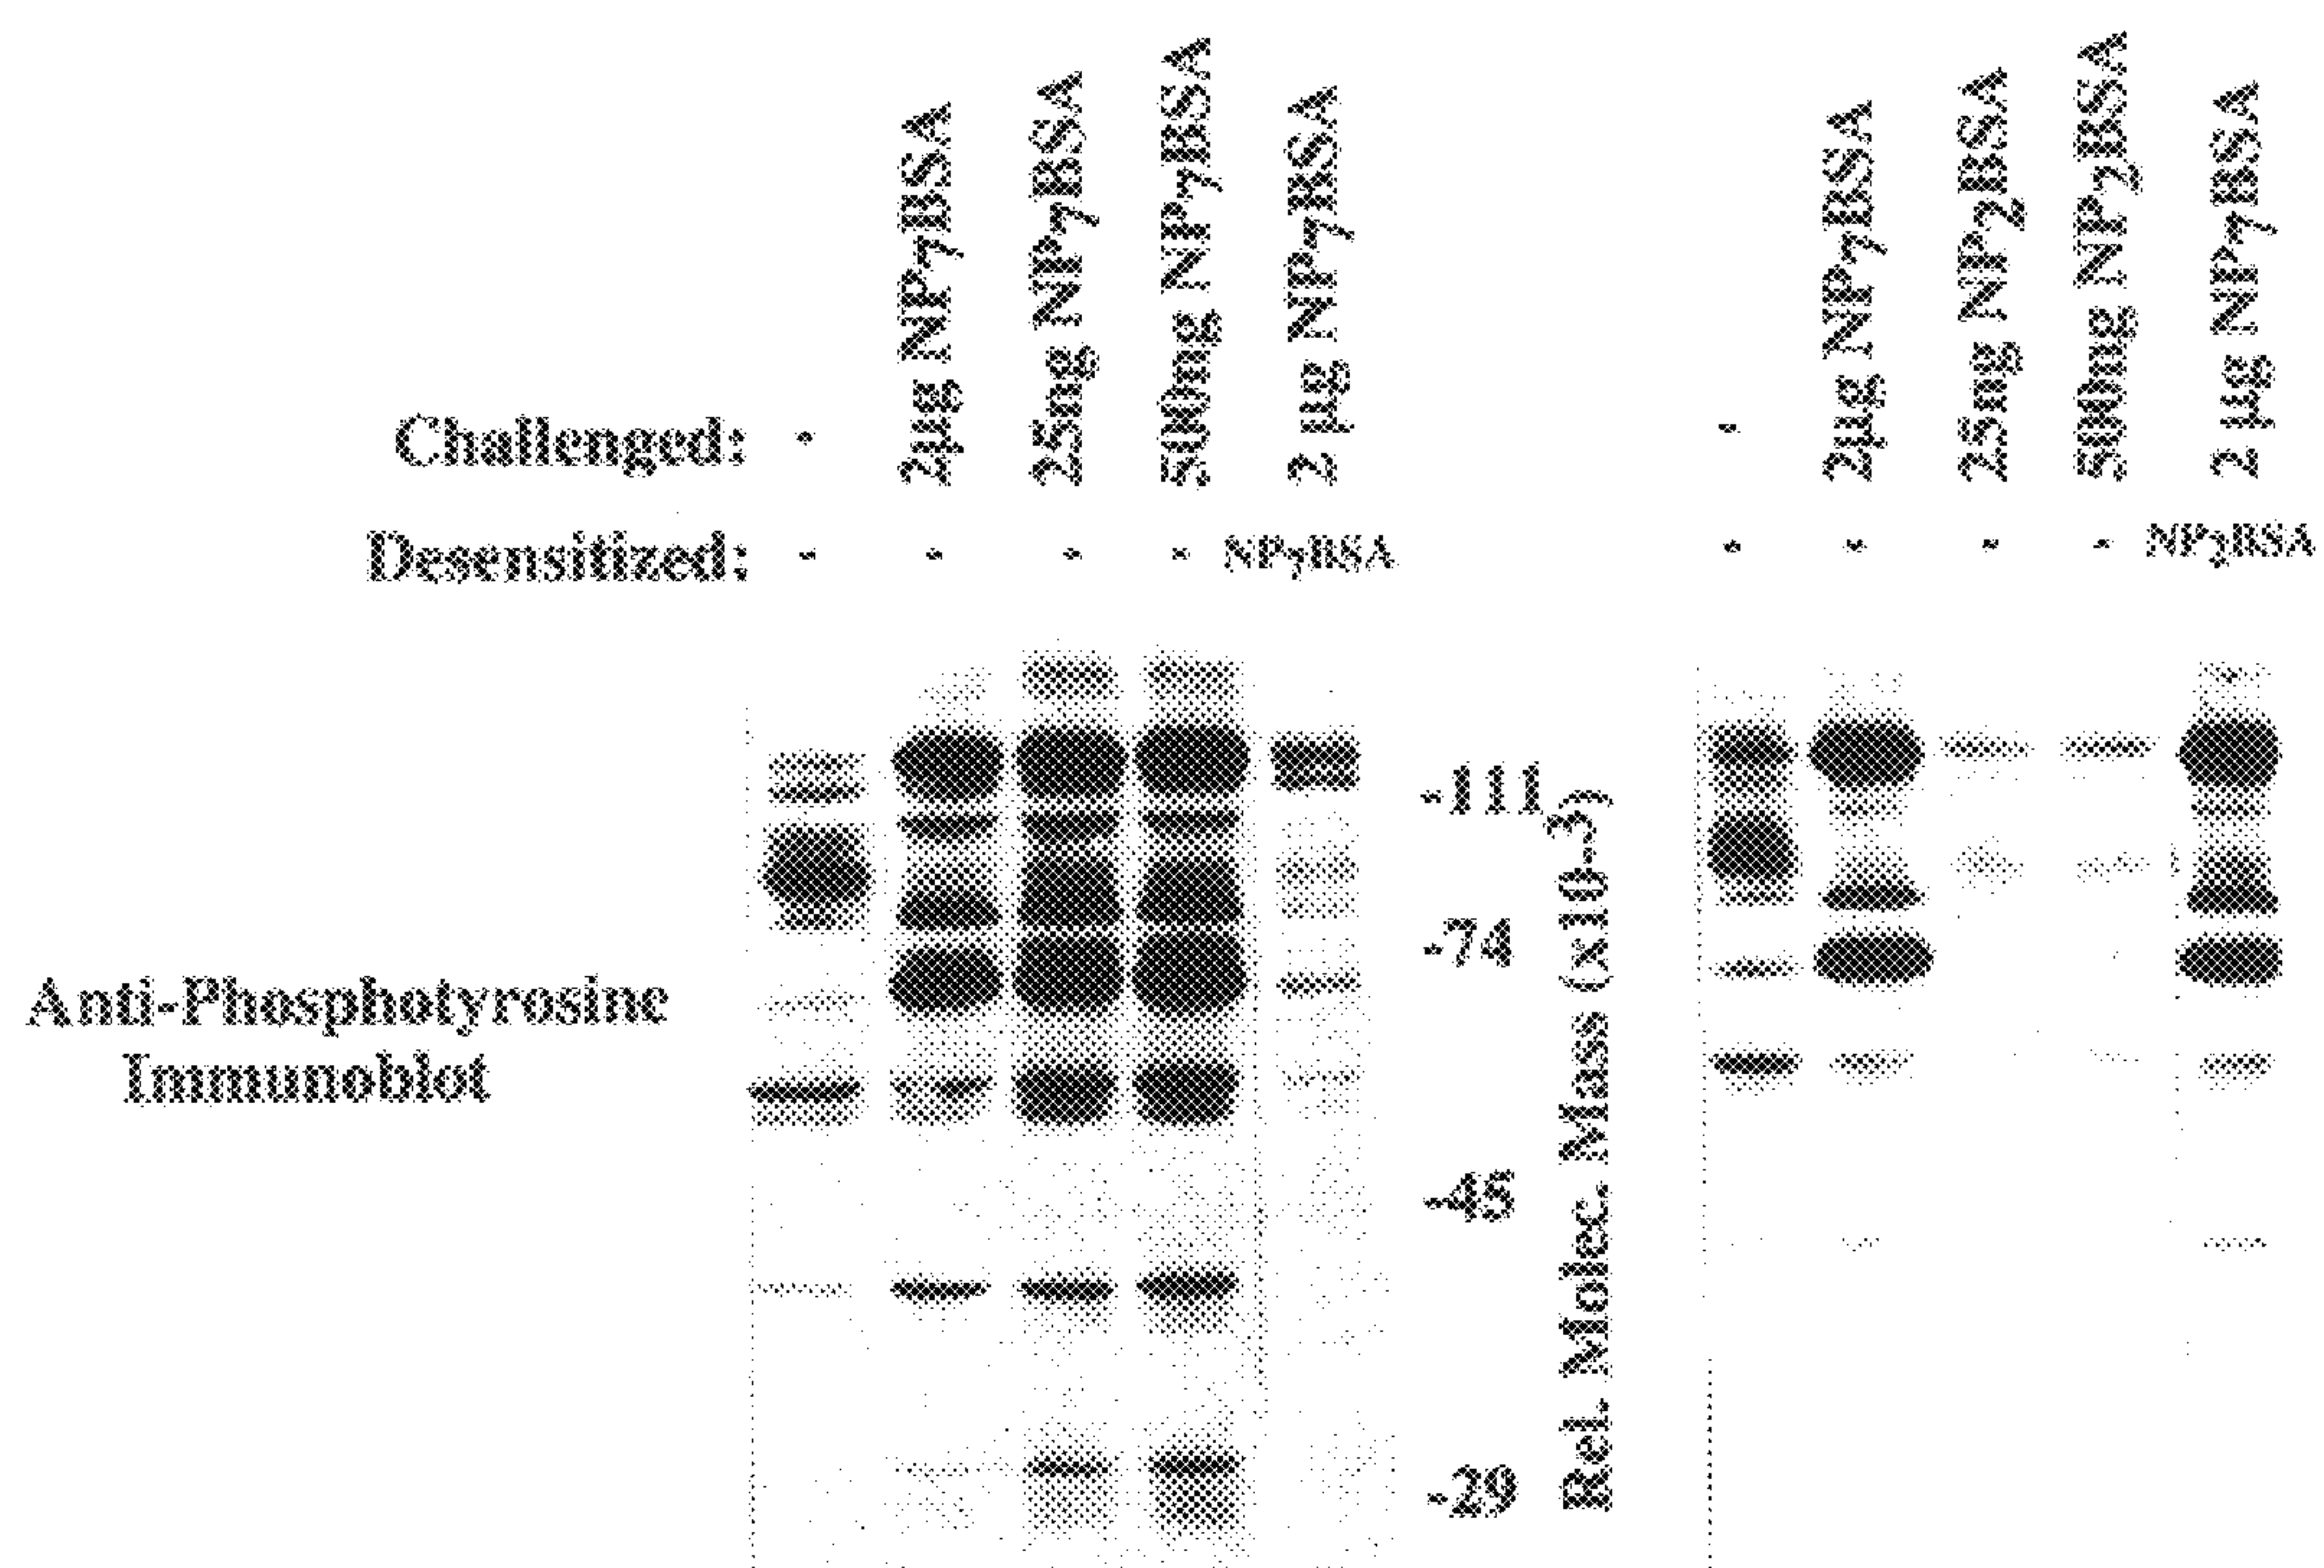 2µg NP7BSA
25ng NP7BSA
500ng NP7BSA
2 µg NP7BSA
-
2µg NP7BSA
25ng NP2BSA
500ng NP2BSA
2 µg NP7BSA
Challenged: -
Desensitized: - - - - NP7BSA
- - - - NP2BSA
-111
-74
-45
-29
Rel. Molec. Mass (x10-3)
Anti-Phosphotyrosine
Immunoblot